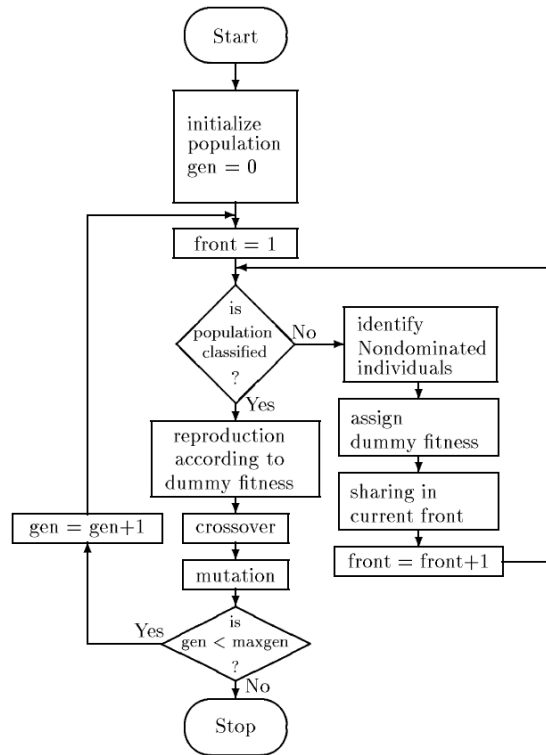 Start
initialize
population
gen = 0
front = 1
is
population
classified
?
No
identify
Nondominated
individuals
Yes
assign
dummy fitness
reproduction
according to
dummy fitness
sharing in
current front
gen = gen+1
crossover
front = front+1
mutation
is
Yes
gen < maxgen
?
No
Stop